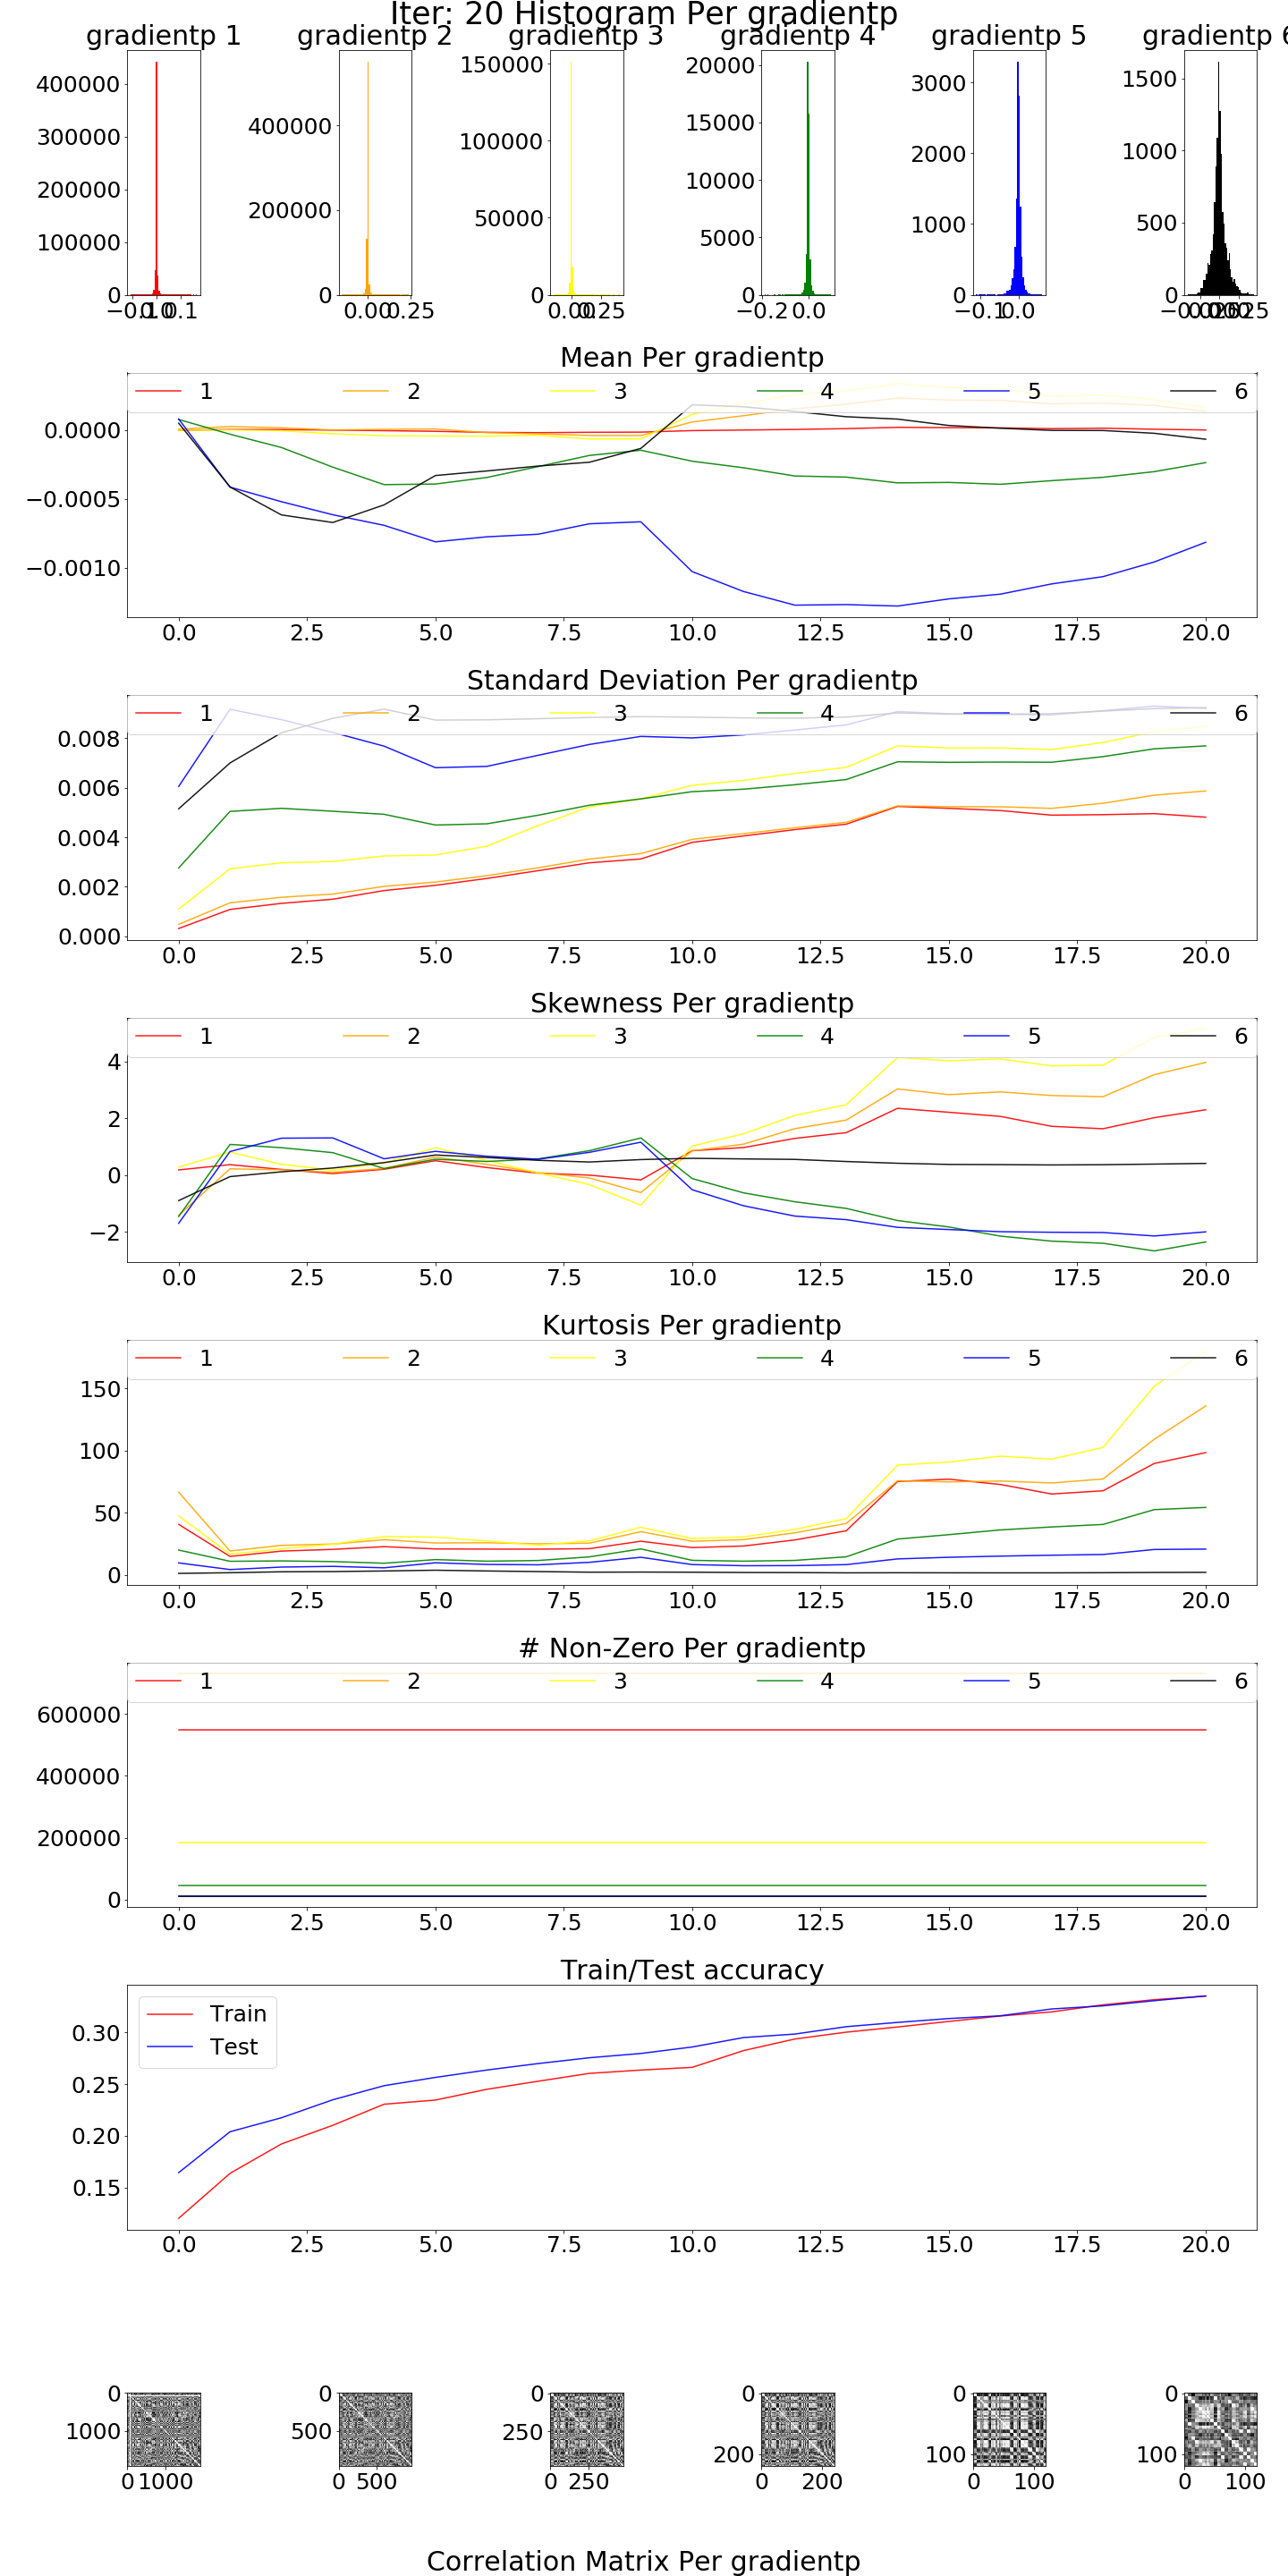 Iter: 20 Histogram Per gradientp
gradientp 1 gradientp 2 gradientp 3 gradientp 4 gradientp 5 gradientp 6
400000
300000
200000
100000
0
−0.1 0.0 0.1
400000
200000
0
0.00 0.25
150000
100000
50000
0
0.00 0.25
20000
15000
10000
5000
0
−0.2 0.0
3000
2000
1000
0
−0.1 0.0
1500
1000
500
0
−0.025 0.000 0.025
Mean Per gradientp
1 2 3 4 5 6
0.0000
−0.0005
−0.0010
0.0 2.5 5.0 7.5 10.0 12.5 15.0 17.5 20.0
Standard Deviation Per gradientp
1 2 3 4 5 6
0.008
0.006
0.004
0.002
0.000
0.0 2.5 5.0 7.5 10.0 12.5 15.0 17.5 20.0
Skewness Per gradientp
1 2 3 4 5 6
4
2
0
−2
0.0 2.5 5.0 7.5 10.0 12.5 15.0 17.5 20.0
Kurtosis Per gradientp
1 2 3 4 5 6
150
100
50
0
0.0 2.5 5.0 7.5 10.0 12.5 15.0 17.5 20.0
# Non-Zero Per gradientp
1 2 3 4 5 6
600000
400000
200000
0
0.0 2.5 5.0 7.5 10.0 12.5 15.0 17.5 20.0
Train/Test accuracy
Train
Test
0.30
0.25
0.20
0.15
0.0 2.5 5.0 7.5 10.0 12.5 15.0 17.5 20.0
0
1000
0 1000
0
500
0 500
0
250
0 250
0
200
0 200
0
100
0 100
0
100
0 100
Correlation Matrix Per gradientp